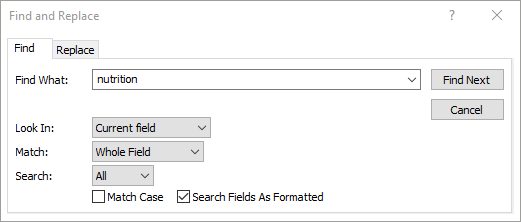 Find and Replace
Find Replace
Find What: nutrition Find Next
Cancel
Look In: Current field
Match: Whole Field
Search: All
Match Case Search Fields As Formatted